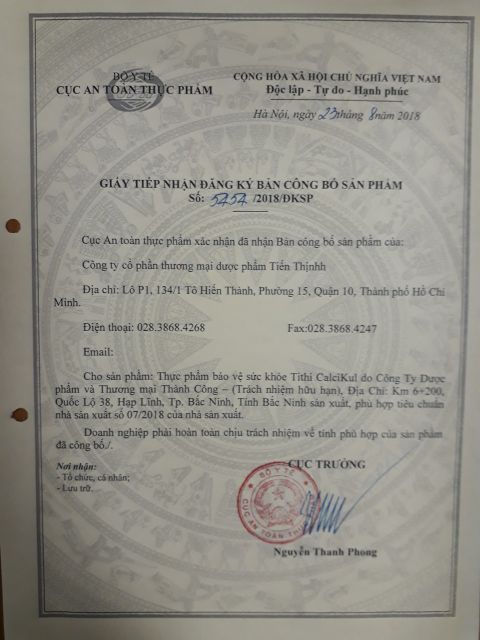 BỘ Y TẾ
CỤC AN TOÀN THỰC PHẨM
CỘNG HÒA XÃ HỘI CHỦ NGHĨA VIỆT NAM
Độc lập - Tự do - Hạnh phúc
Hà Nội, ngày 23 tháng 8 năm 2018
GIẤY TIẾP NHẬN ĐĂNG KÝ BẢN CÔNG BỐ SẢN PHẨM
Số: 5454 /2018/ĐKSP
Cục An toàn thực phẩm xác nhận đã nhận Bản công bố sản phẩm của:
Công ty cổ phần thương mại dược phẩm Tiến Thịnhh
Địa chỉ: Lô P1, 134/1 Tô Hiến Thành, Phường 15, Quận 10, Thành phố Hồ Chí
Minh.
Điện thoại: 028.3868.4268 Fax:028.3868.4247
Email:
Cho sản phẩm: Thực phẩm bảo vệ sức khỏe Tithi CalciKul do Công Ty Dược
phẩm và Thương mại Thành Công – (Trách nhiệm hữu hạn), Địa Chỉ: Km 6+200,
Quốc Lộ 38, Hạp Lĩnh, Tp. Bắc Ninh, Tỉnh Bắc Ninh sản xuất, phù hợp tiêu chuẩn
nhà sản xuất số 07/2018 của nhà sản xuất.
Doanh nghiệp phải hoàn toàn chịu trách nhiệm về tính phù hợp của sản phẩm
đã công bố./.
Nơi nhận:
- Tổ chức, cá nhân;
- Lưu trữ.
CỤC TRƯỞNG
BỘ Y TẾ
CỤC AN TOÀN THỰC
Nguyễn Thanh Phong